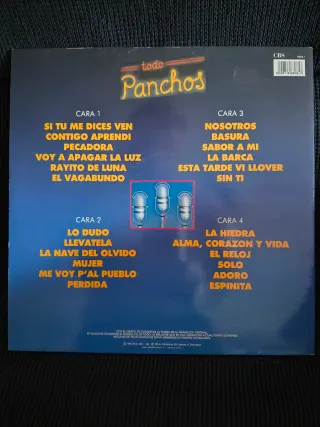 todo
Panchos
CBS
CARA 1
SI TU ME DICES VEN
CONTIGO APRENDI
PECADORA
VOY A APAGAR LA LUZ
RAYITO DE LUNA
EL VAGABUNDO
CARA 3
NOSOTROS
BASURA
SABOR A MI
LA BARCA
ESTA TARDE VI LLOVER
SIN TI
CARA 2
LO DUDO
LLEVATELA
LA NAVE DEL OLVIDO
MUJER
ME VOY P'AL PUEBLO
PERDIDA
CARA 4
LA HIEDRA
ALMA, CORAZON Y VIDA
EL RELOJ
SOLO
ADORO
ESPINITA